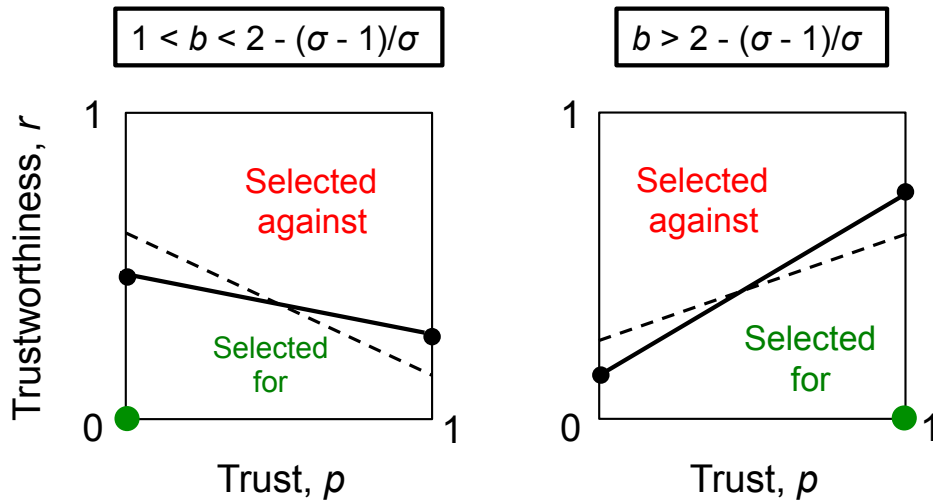 1 < b < 2 - (σ - 1)/σ
b > 2 - (σ - 1)/σ
Trustworthiness, r
1
Selected
against
Selected
for
0
1
Trust, p
1
Selected
against
Selected
for
0
1
Trust, p